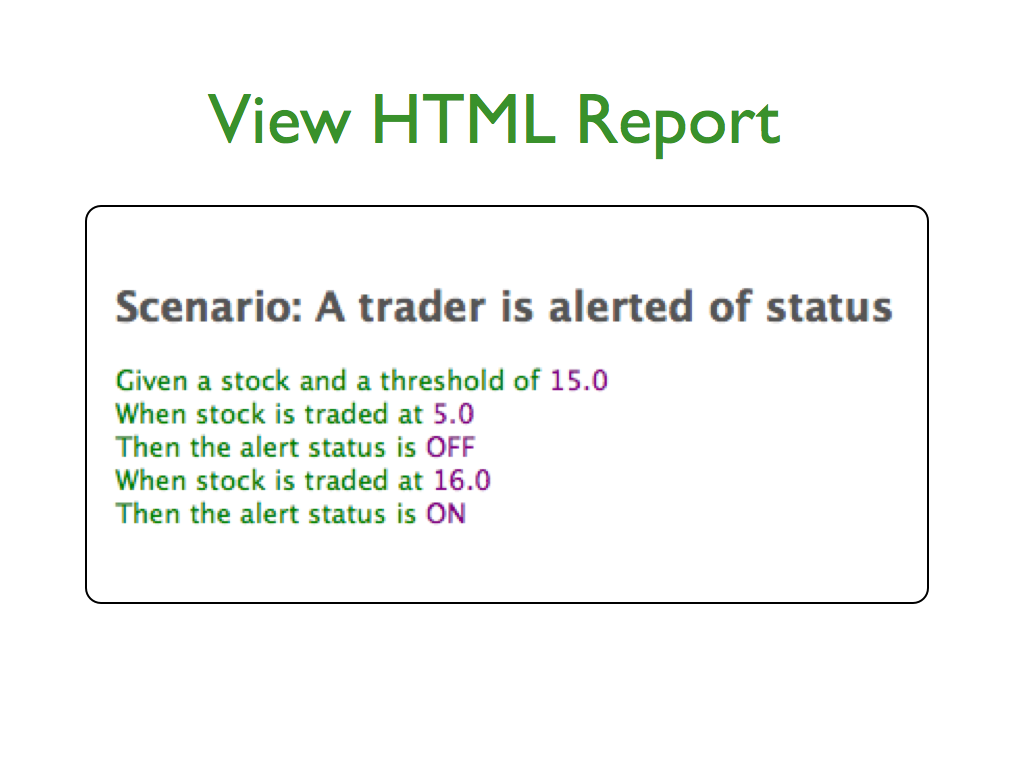 View HTML Report
Scenario: A trader is alerted of status
Given a stock and a threshold of 15.0
When stock is traded at 5.0
Then the alert status is OFF
When stock is traded at 16.0
Then the alert status is ON